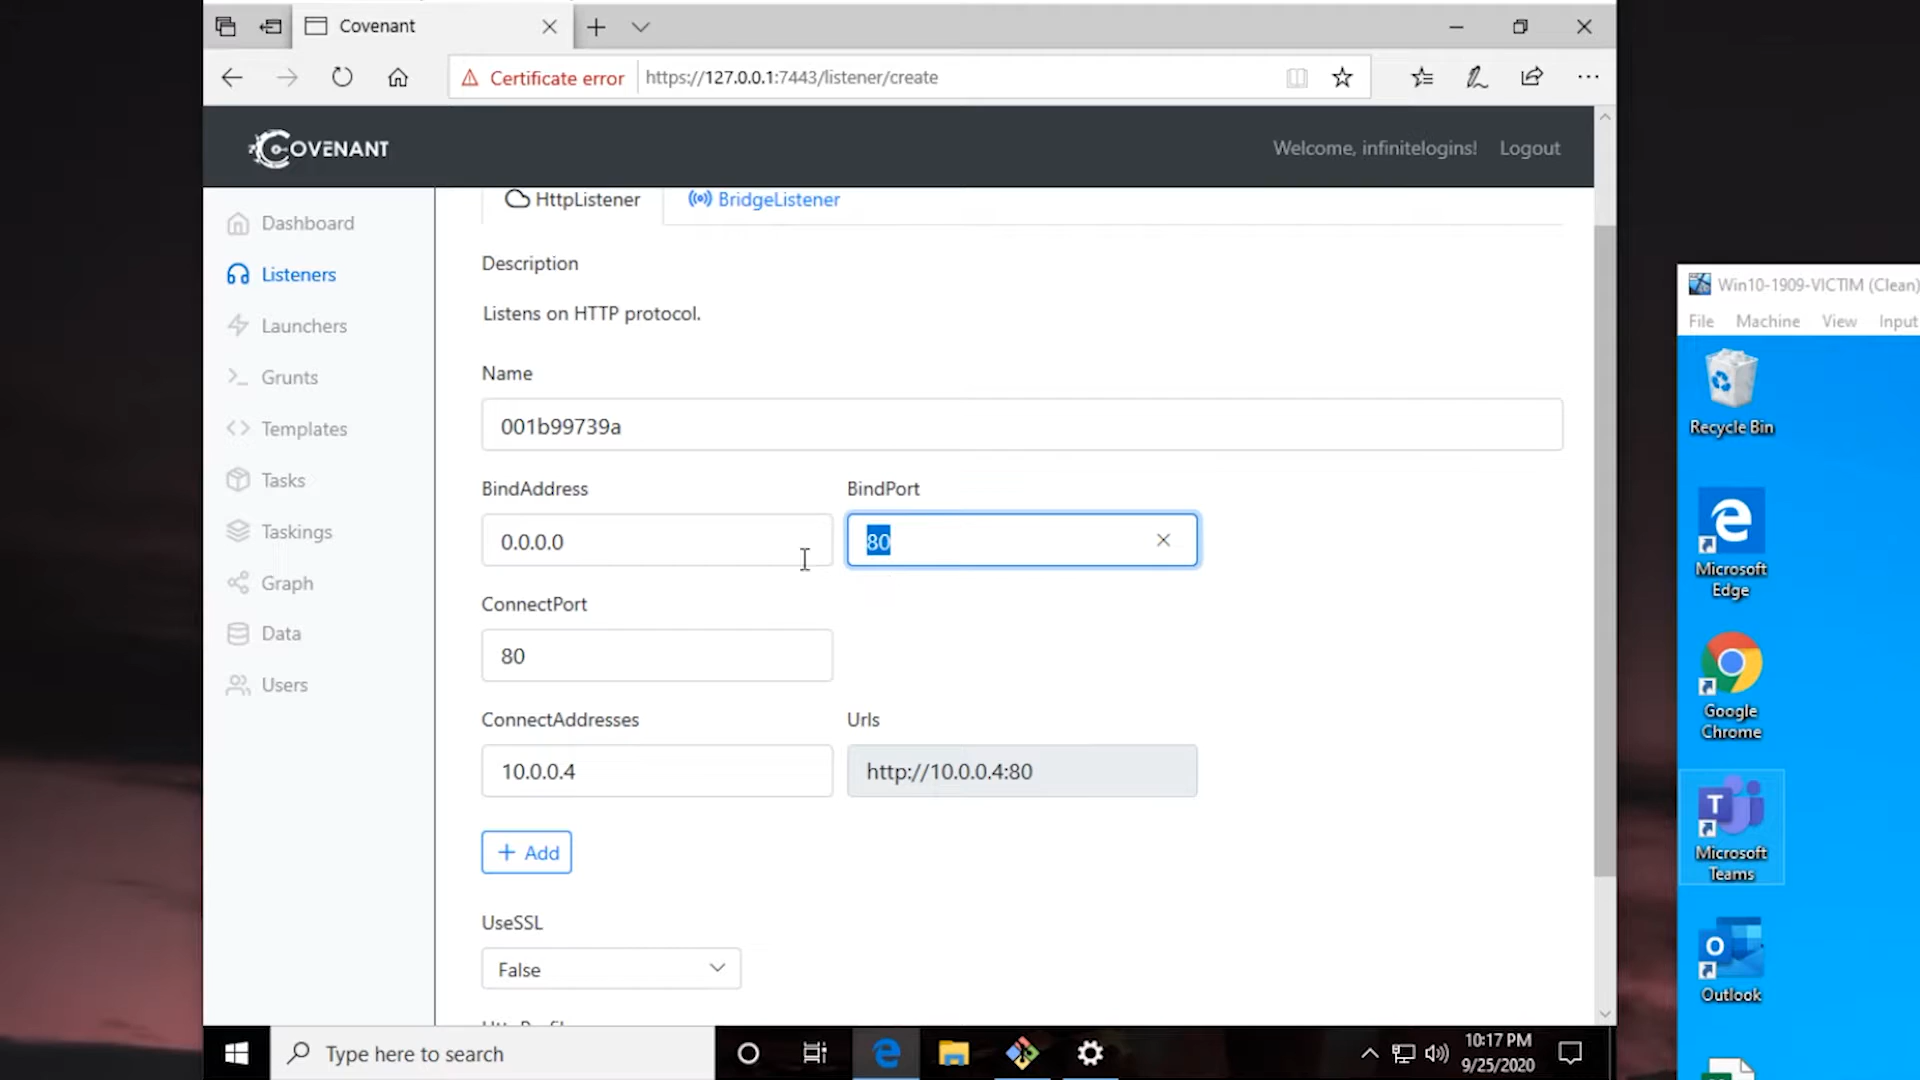 Covenant
Certificate error
https://127.0.0.1:7443/listener/create
COVENANT
Welcome, infinitelogins!
Logout
Dashboard
Listeners
Launchers
Grunts
Templates
Tasks
Taskings
Graph
Data
Users
HttpListener
BridgeListener
Description
Listens on HTTP protocol.
Name
001b99739a
BindAddress
BindPort
0.0.0.0
80
ConnectPort
80
ConnectAddresses
Urls
10.0.0.4
http://10.0.0.4:80
+ Add
UseSSL
False
Type here to search
10:17 PM
9/25/2020
Win10-1909-VICTIM (Clean)
File Machine View Input
Recycle Bin
Microsoft
Edge
Google
Chrome
T
Microsoft
Teams
O
Outlook